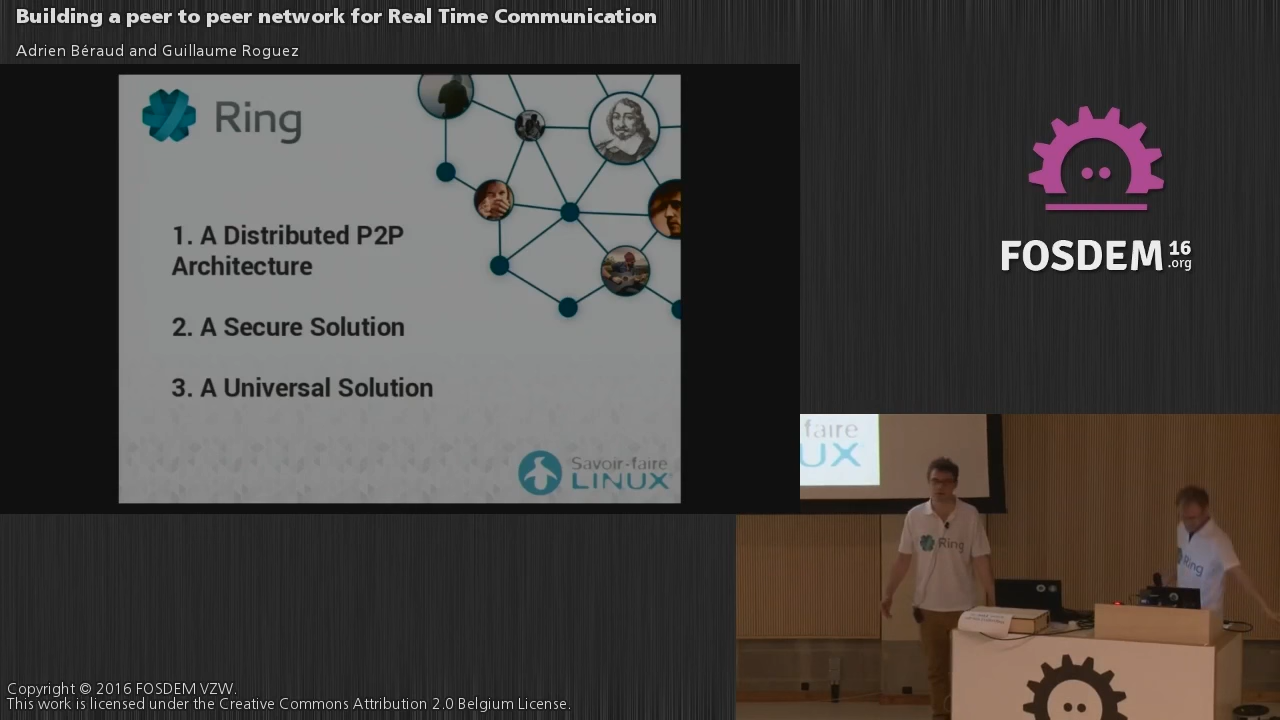 Building a peer to peer network for Real Time Communication
Adrien Béraud and Guillaume Roguez
Ring
1. A Distributed P2P
Architecture
2. A Secure Solution
3. A Universal Solution
Savoir-faire
LINUX
FOSDEM 16
.org
faire
UX
Ring
Ring
Copyright © 2016 FOSDEM VZW.
This work is licensed under the Creative Commons Attribution 2.0 Belgium License.